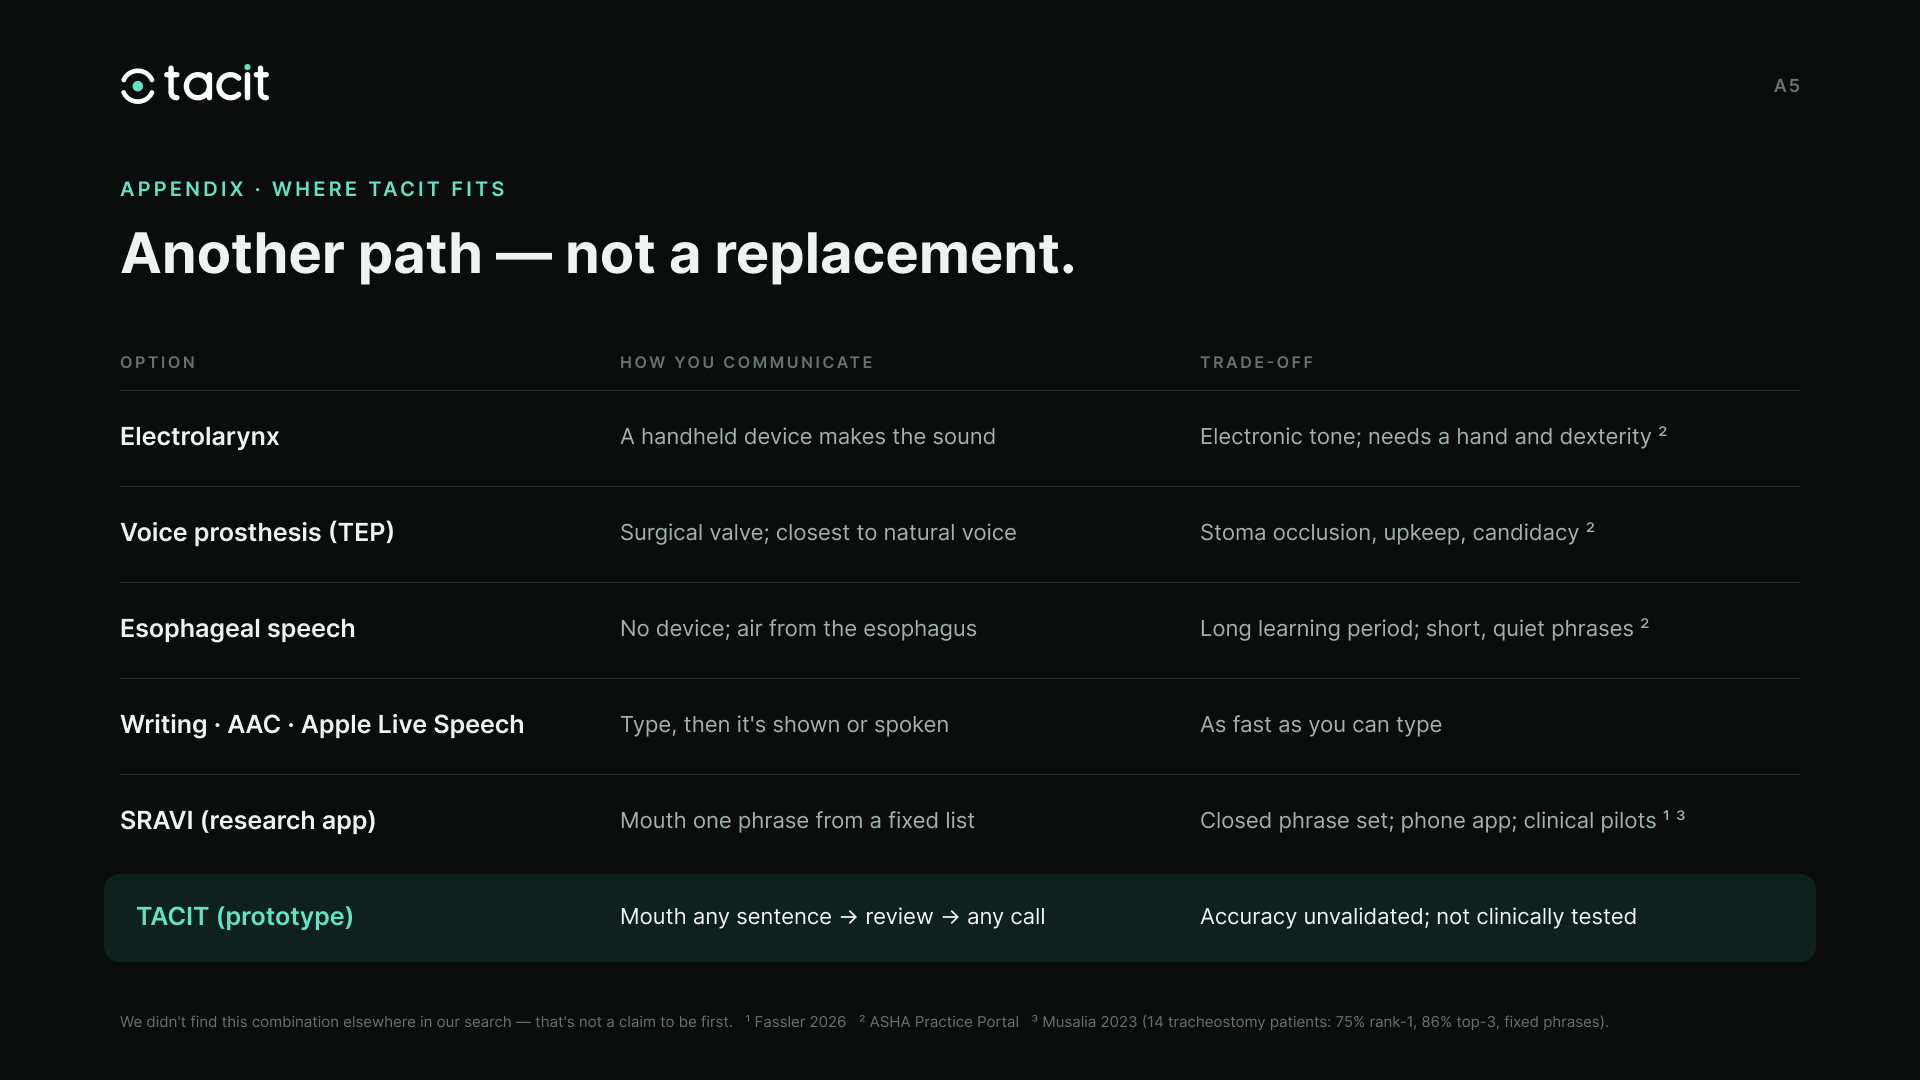 tacit
A5
APPENDIX · WHERE TACIT FITS
Another path — not a replacement.
OPTION HOW YOU COMMUNICATE TRADE-OFF
Electrolarynx A handheld device makes the sound Electronic tone; needs a hand and dexterity ²
Voice prosthesis (TEP) Surgical valve; closest to natural voice Stoma occlusion, upkeep, candidacy ²
Esophageal speech No device; air from the esophagus Long learning period; short, quiet phrases ²
Writing · AAC · Apple Live Speech Type, then it's shown or spoken As fast as you can type
SRAVI (research app) Mouth one phrase from a fixed list Closed phrase set; phone app; clinical pilots ¹ ³
TACIT (prototype) Mouth any sentence → review → any call Accuracy unvalidated; not clinically tested
We didn't find this combination elsewhere in our search — that's not a claim to be first. ¹ Fassler 2026 ² ASHA Practice Portal ³ Musalia 2023 (14 tracheostomy patients: 75% rank-1, 86% top-3, fixed phrases).